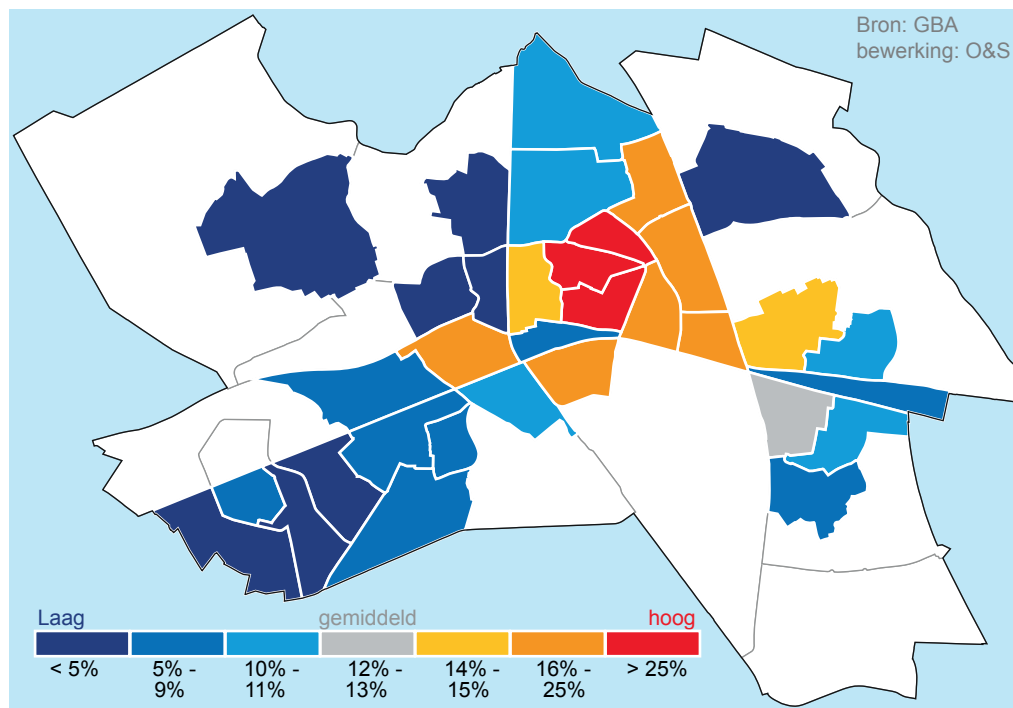 Bron: GBA
bewerking: O&S
Laag gemiddeld hoog
< 5% 5% - 10% - 12% - 14% - 16% - > 25%
9% 11% 13% 15% 25%